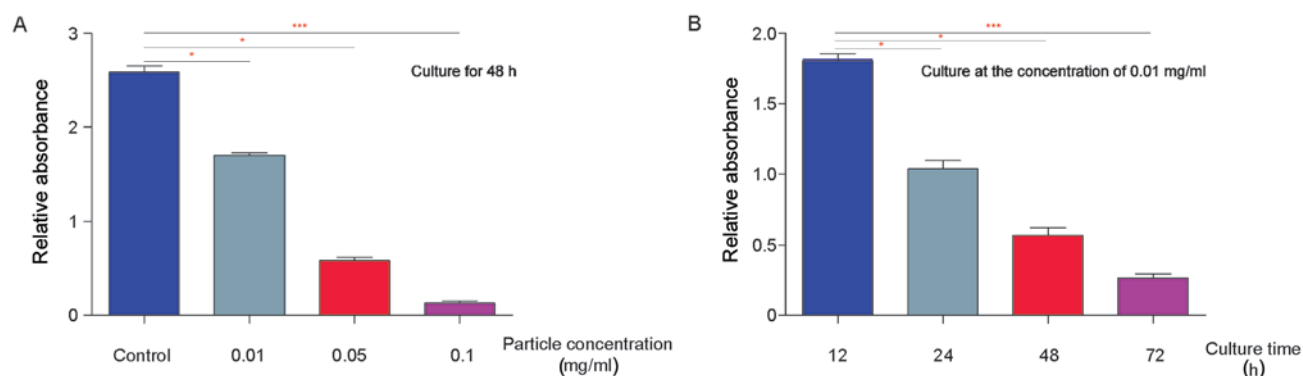 A
Relative absorbance
3
2
1
0
***
*
*
Culture for 48 h
Control 0.01 0.05 0.1
Particle concentration
(mg/ml)
B
Relative absorbance
2.0
1.5
1.0
0.5
0.0
***
*
*
Culture at the concentration of 0.01 mg/ml
12 24 48 72
Culture time
(h)